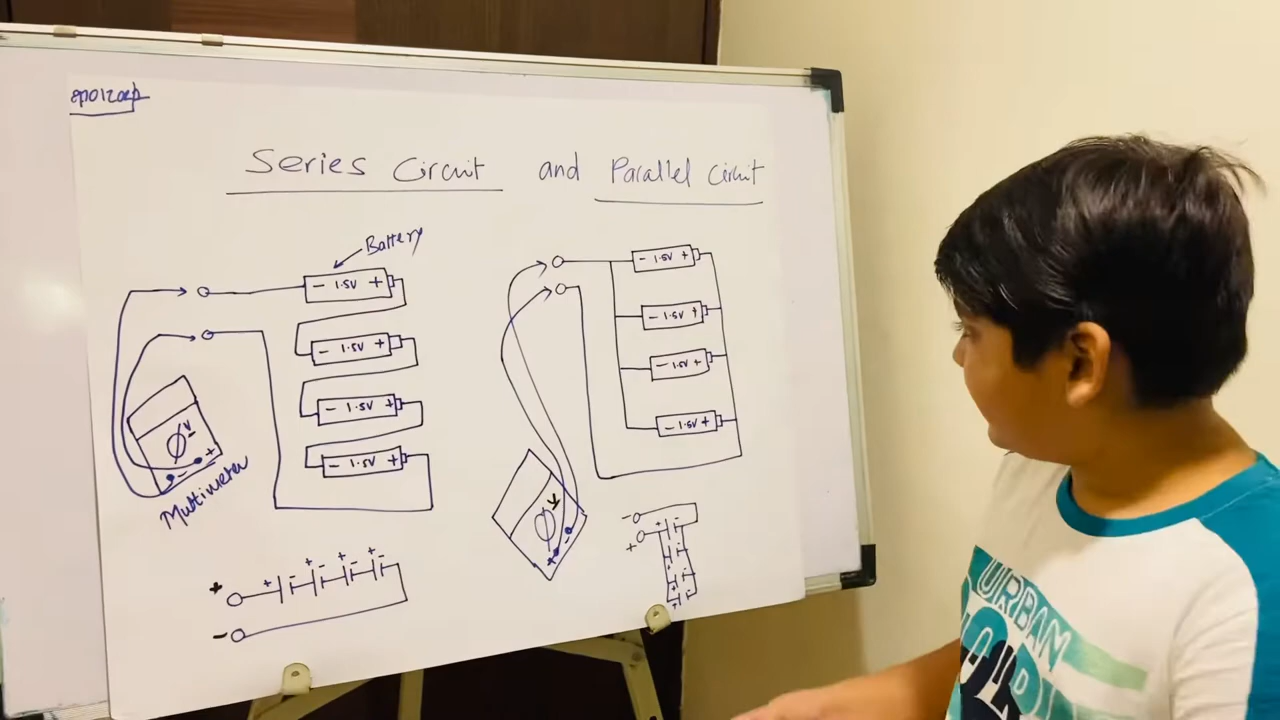 Series Circuit and Parallel Circuit
Battery
- 1.5V +
- 1.5V +
- 1.5V +
- 1.5V +
V
- +
Multimeter
+ + - + - + - + -
-
- 1.5V +
- 1.5V +
- 1.5V +
- 1.5V +
V
+ -
- + -
+
URBAN